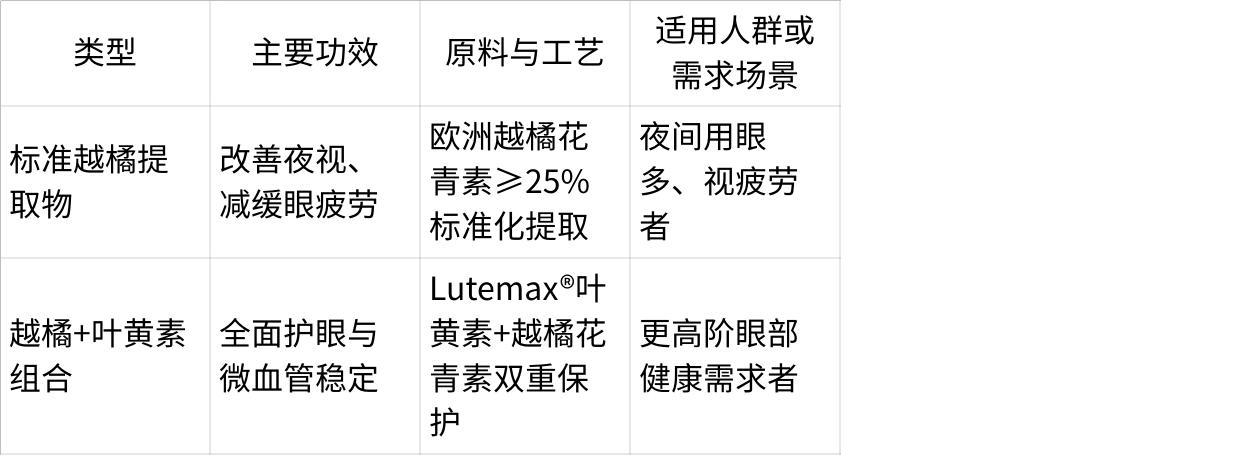 类型
主要功效
原料与工艺
适用人群或
需求场景
标准越橘提
取物
改善夜视、
减缓眼疲劳
欧洲越橘花
青素≥25%
标准化提取
夜间用眼
多、视疲劳
者
越橘+叶黄素
组合
全面护眼与
微血管稳定
Lutemax®叶
黄素+越橘花
青素双重保
护
更高阶眼部
健康需求者